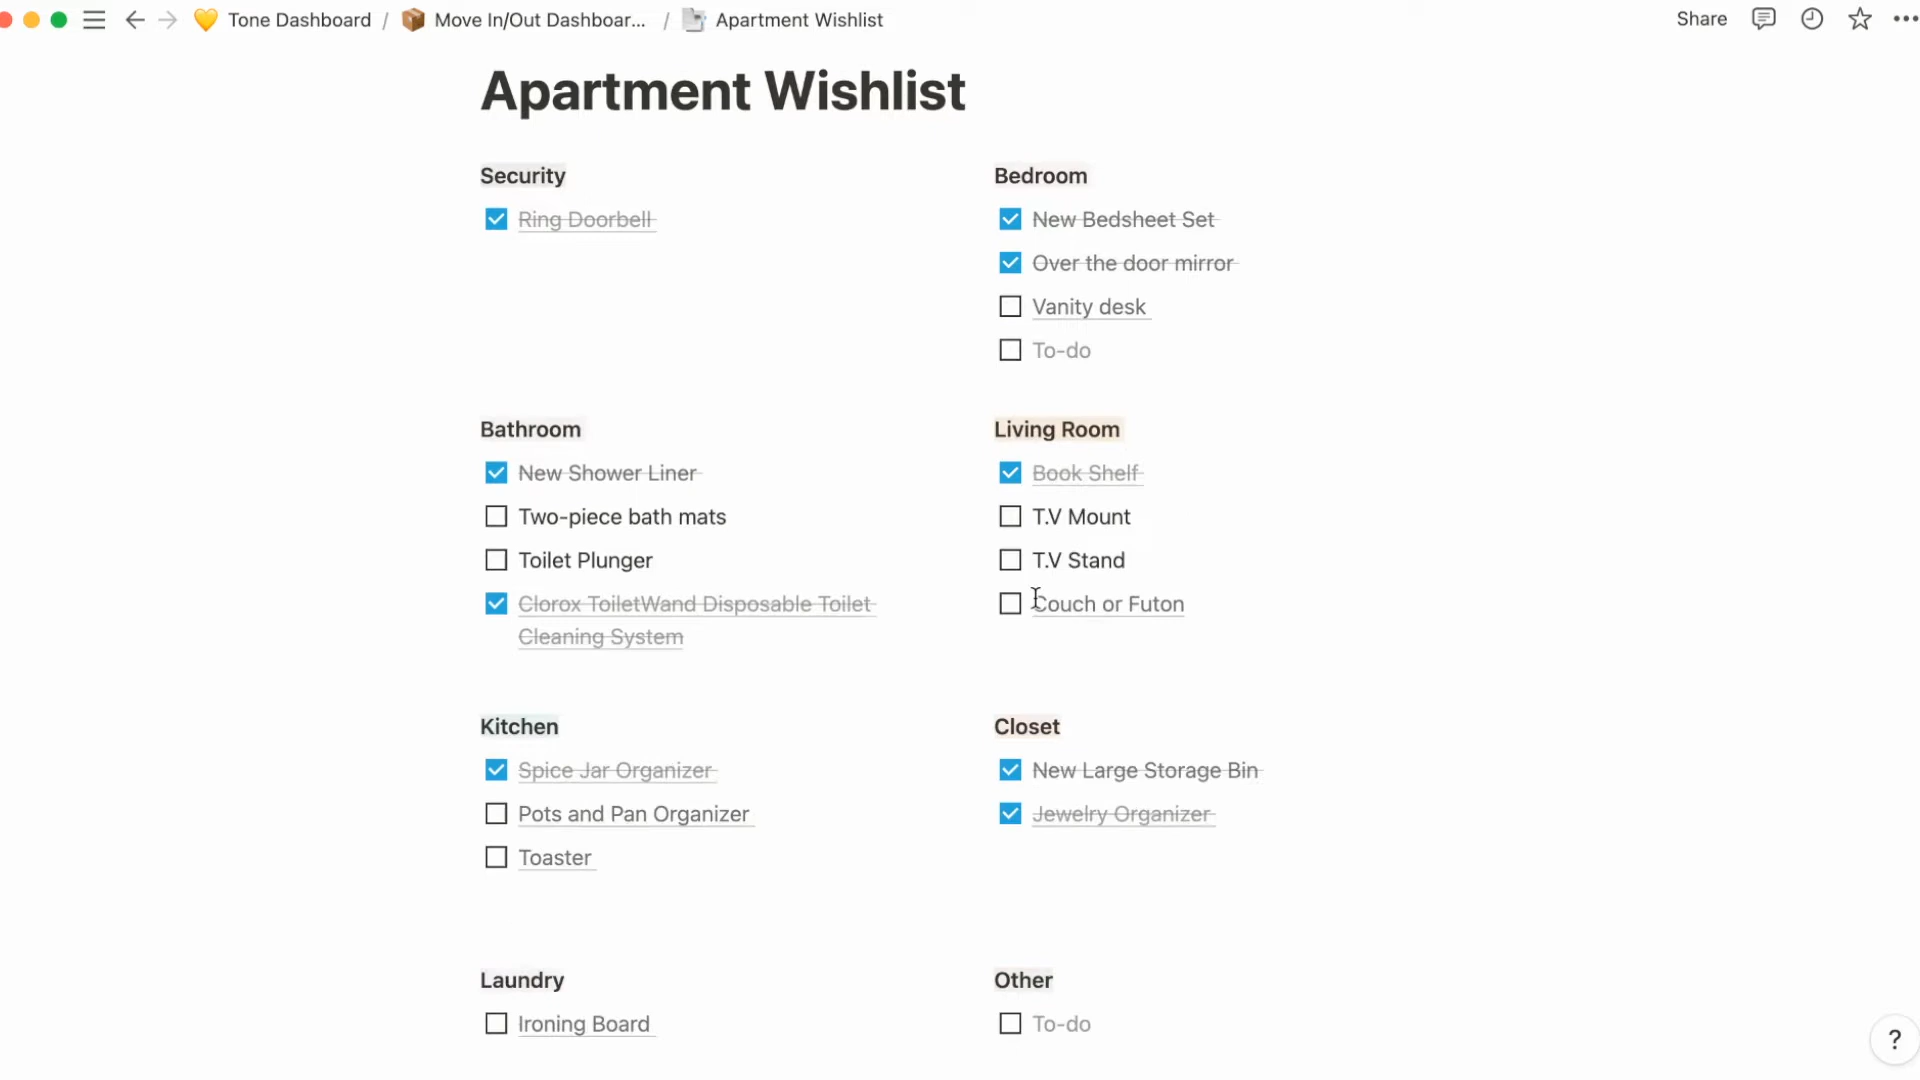 Tone Dashboard / Move In/Out Dashboar... / Apartment Wishlist
Share
Apartment Wishlist
Security
Ring Doorbell
Bedroom
New Bedsheet Set
Over the door mirror
Vanity desk
To-do
Bathroom
New Shower Liner
Two-piece bath mats
Toilet Plunger
Clorox ToiletWand Disposable Toilet
Cleaning System
Living Room
Book Shelf
T.V Mount
T.V Stand
Couch or Futon
Kitchen
Spice Jar Organizer
Pots and Pan Organizer
Toaster
Closet
New Large Storage Bin
Jewelry Organizer
Laundry
Ironing Board
Other
To-do
?